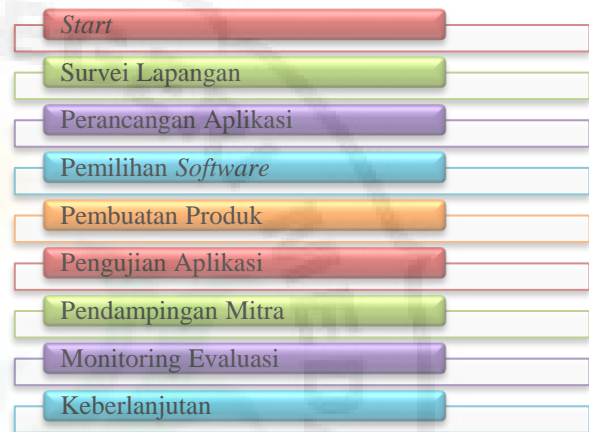 Start
Survei Lapangan
Perancangan Aplikasi
Pemilihan Software
Pembuatan Produk
Pengujian Aplikasi
Pendampingan Mitra
Monitoring Evaluasi
Keberlanjutan